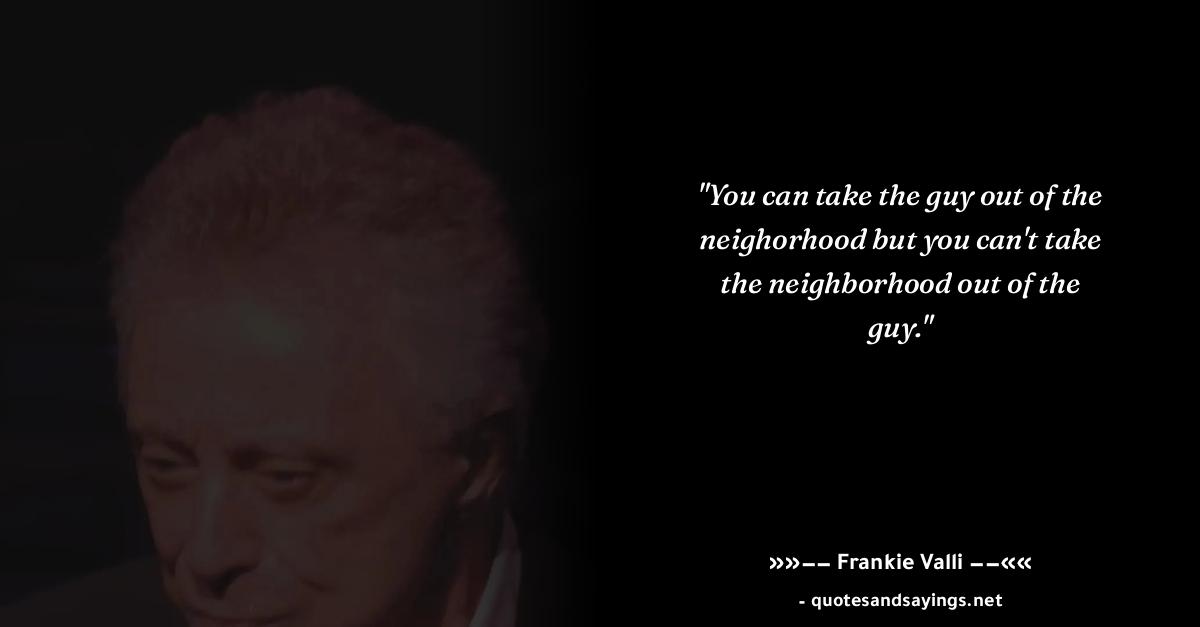 "You can take the guy out of the
neighorhood but you can't take
the neighborhood out of the
guy."
»»−− Frankie Valli −−««
- quotesandsayings.net